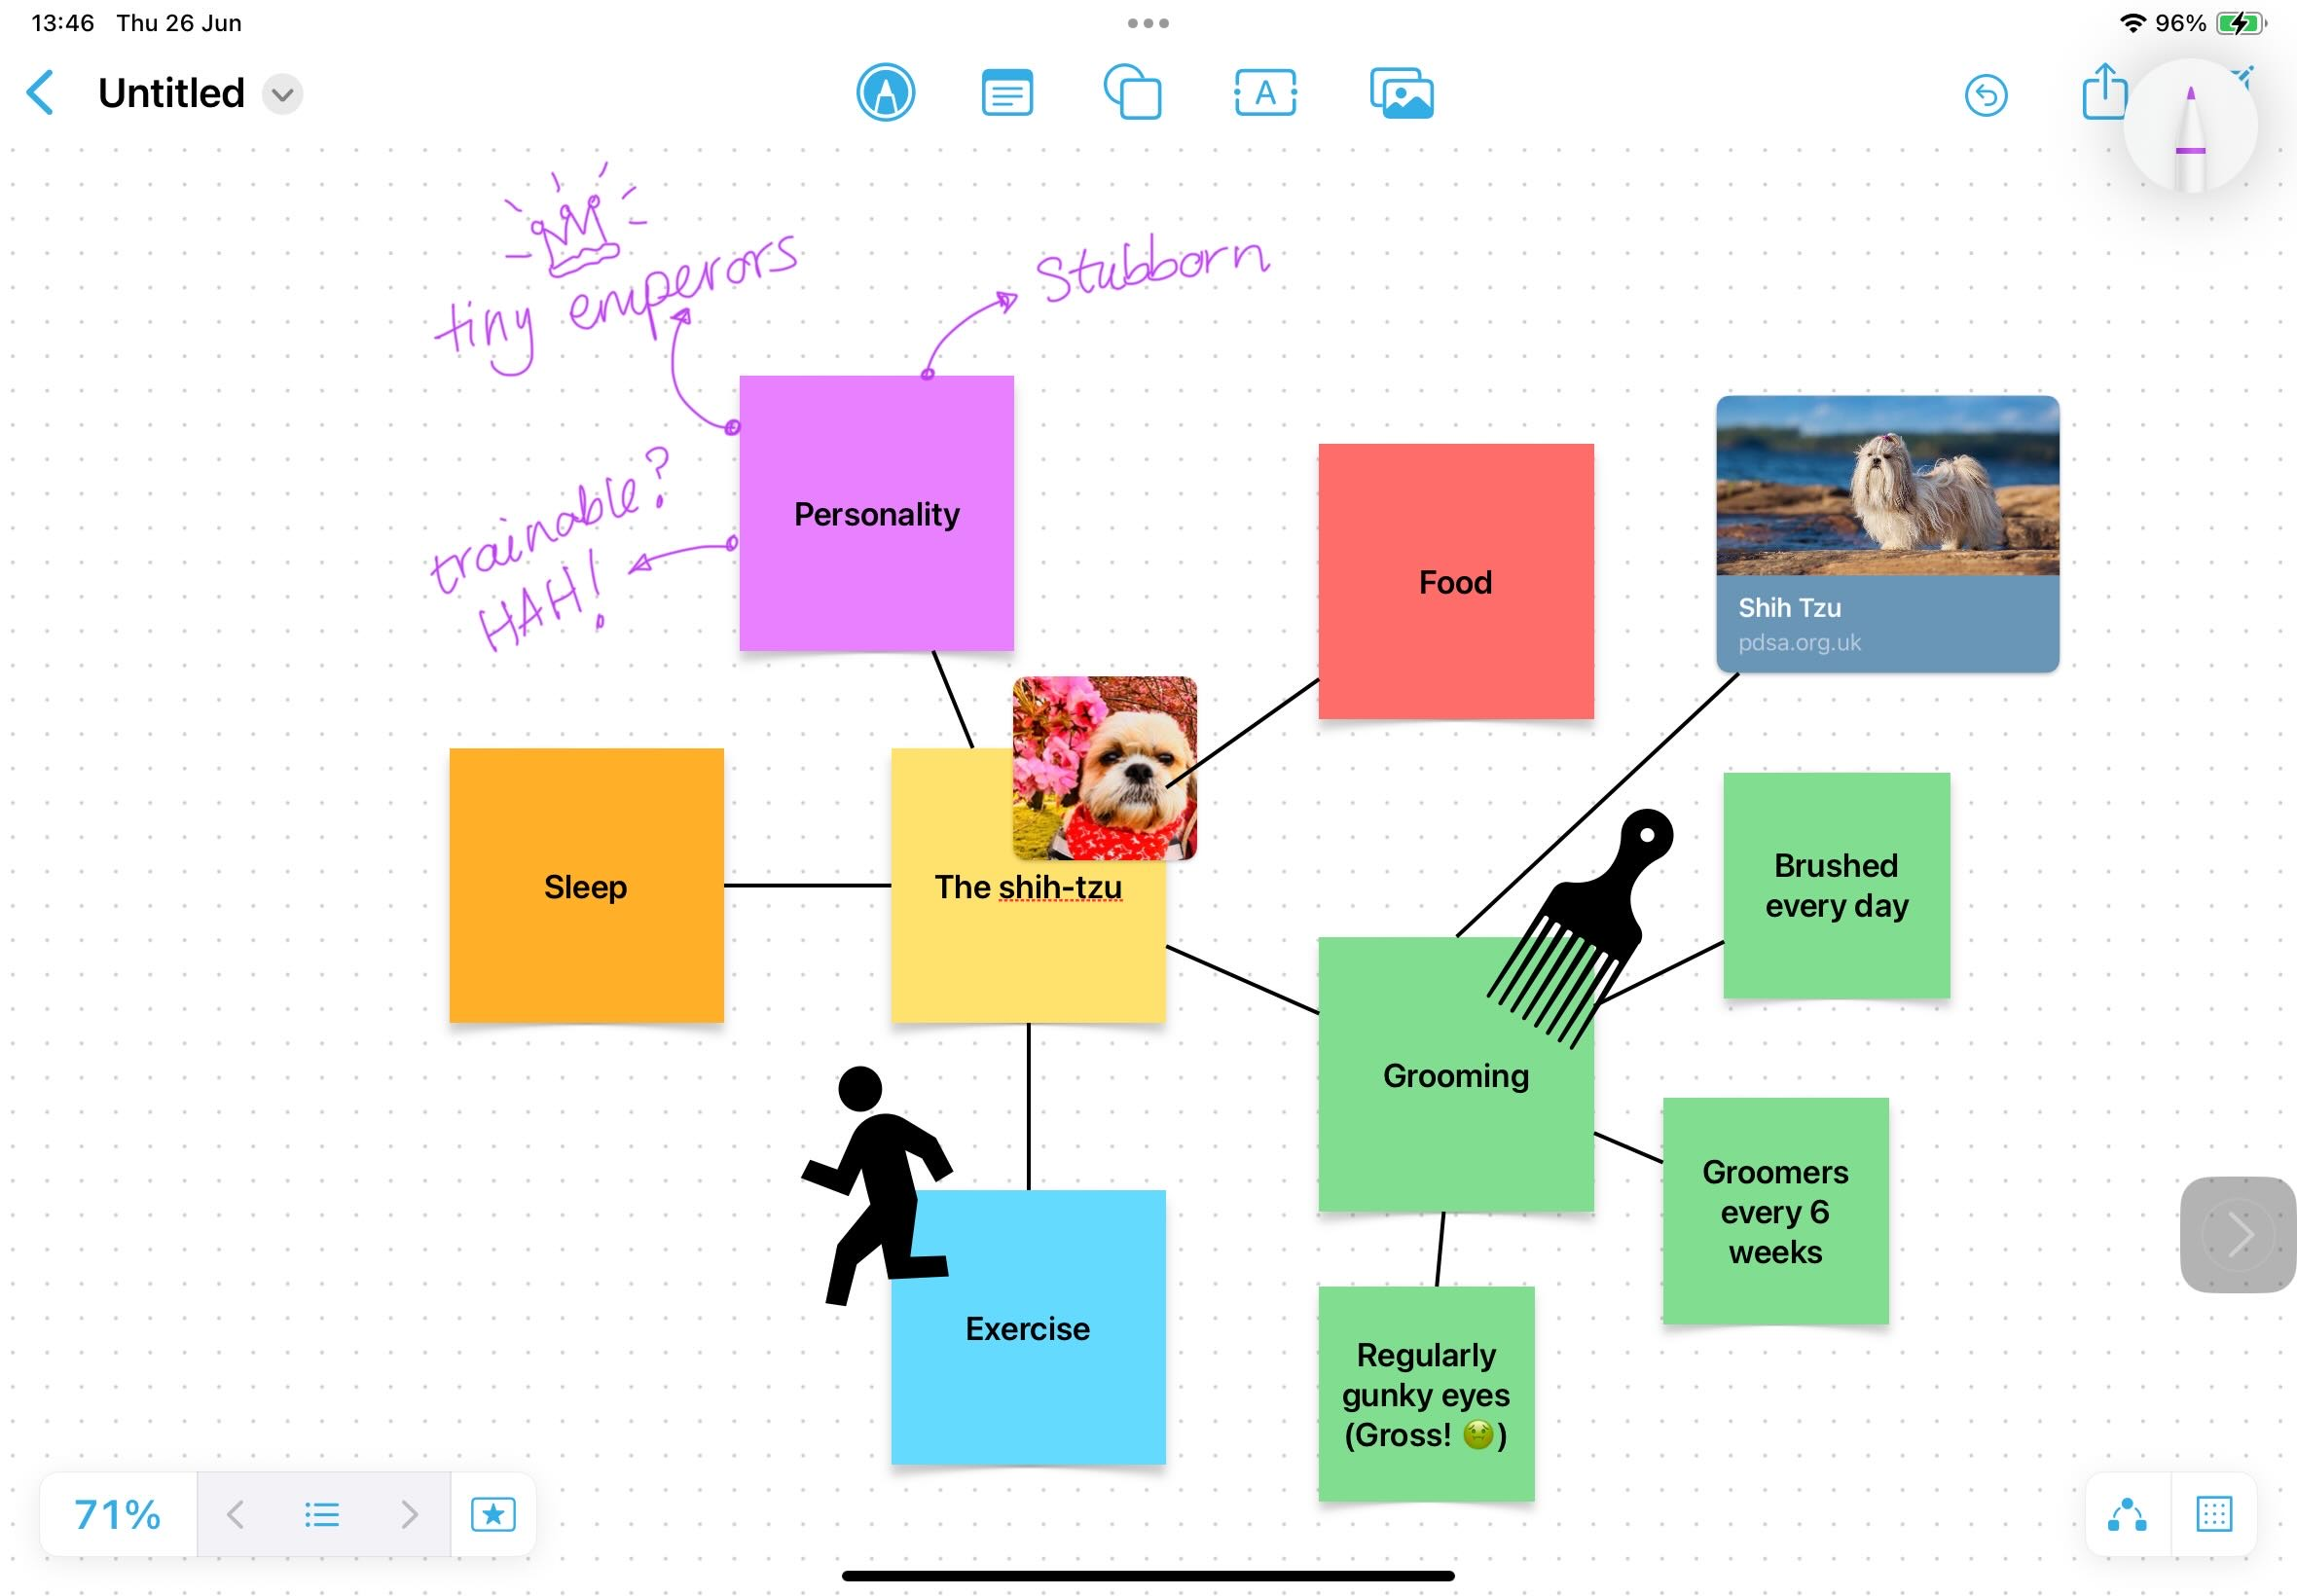 13:46 Thu 26 Jun
96%
Untitled
A
tiny emperors
Stubborn
trainable?
HAH!
Personality
Food
Shih Tzu
pdsa.org.uk
Sleep
The shih-tzu
Brushed
every day
Grooming
Groomers
every 6
weeks
Exercise
Regularly
gunky eyes
(Gross! 🤢)
71%